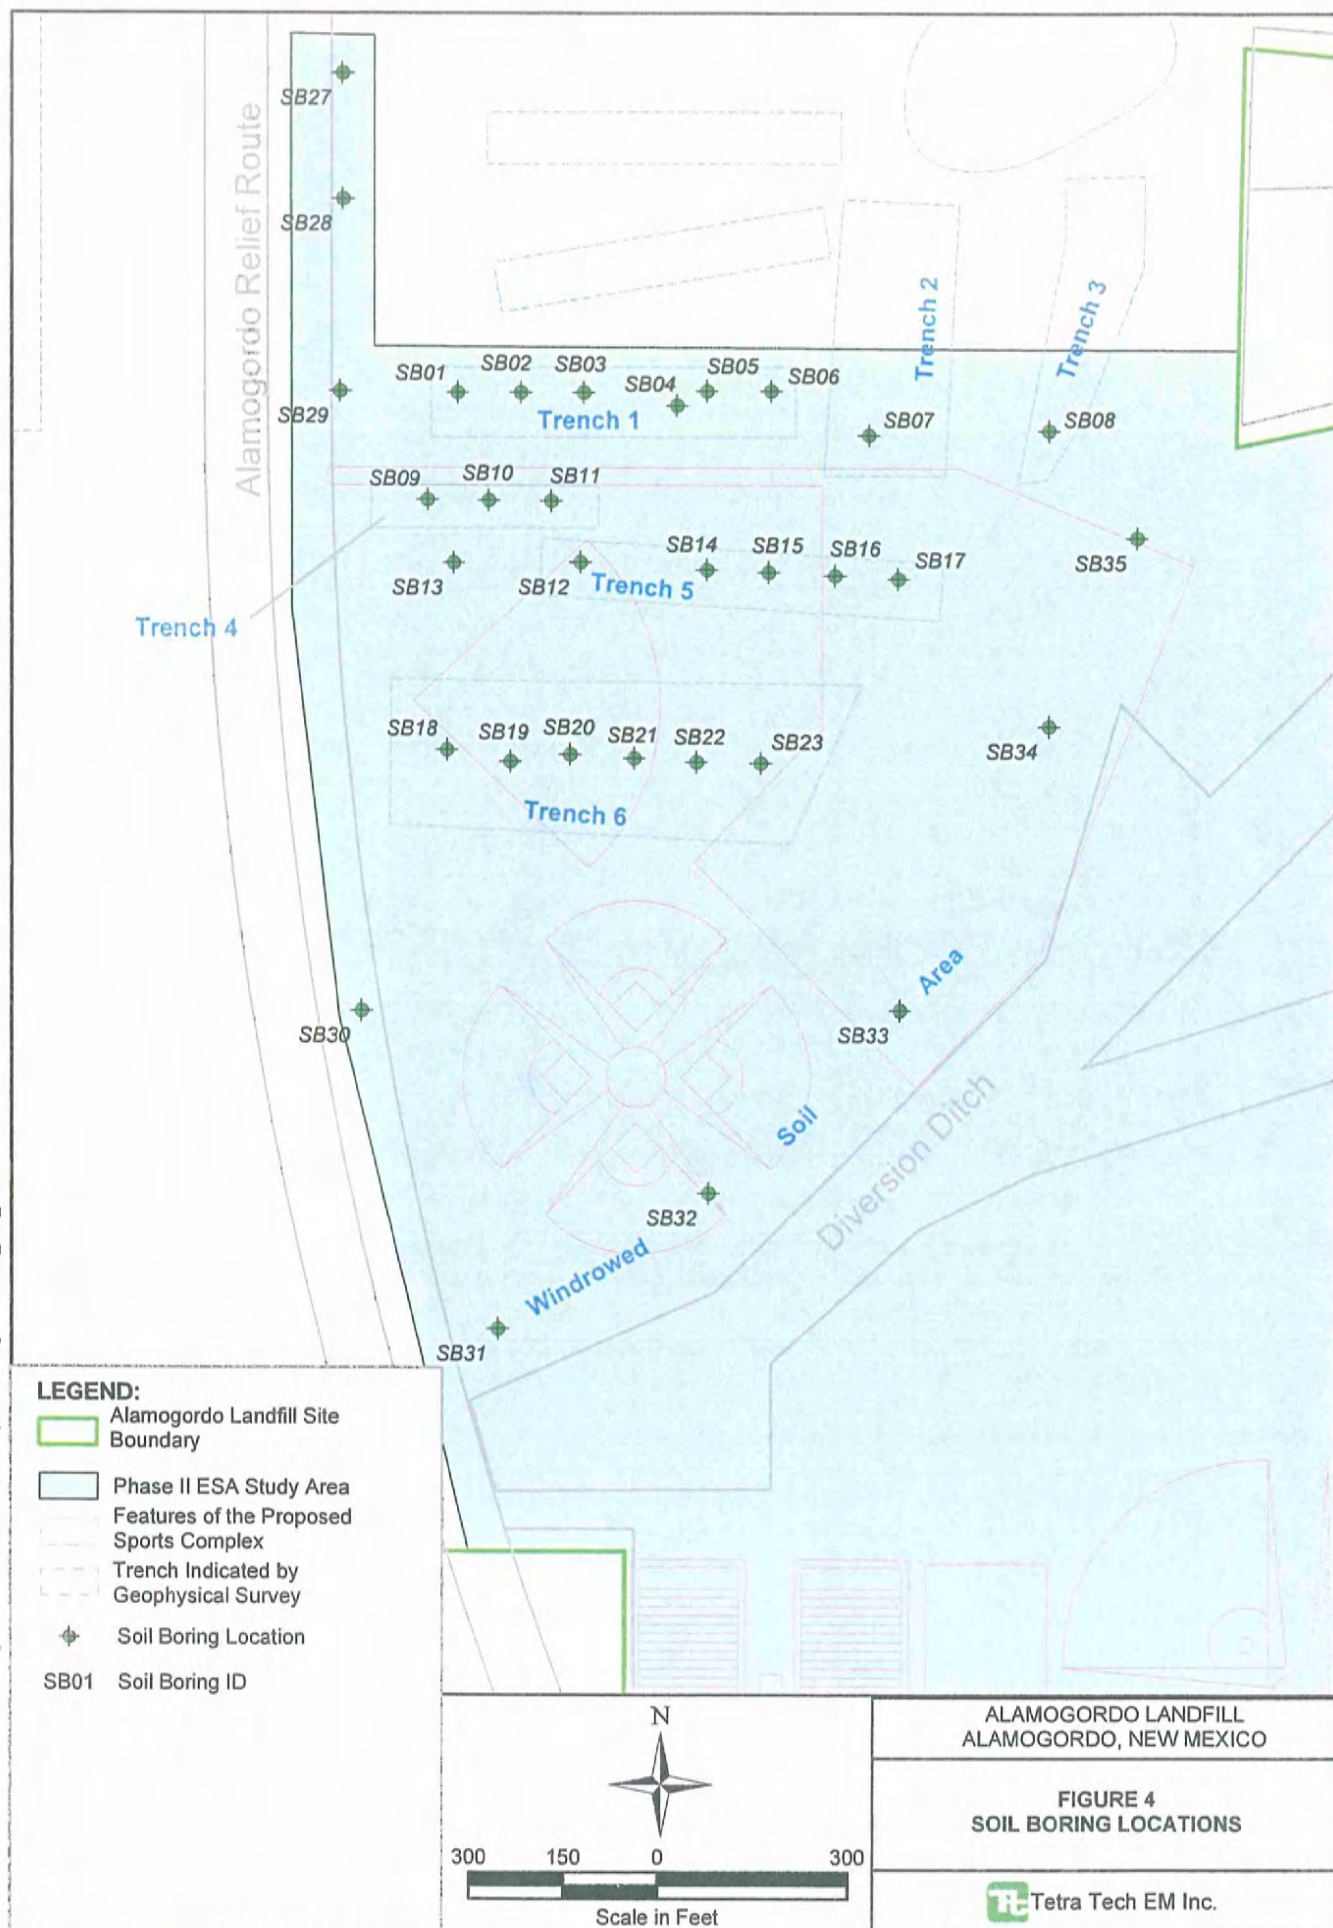 SB27
SB28
Alamogordo Relief Route
Trench 2
Trench 3
SB29
SB01
SB02
SB03
SB04
SB05
SB06
Trench 1
SB07
SB08
SB09
SB10
SB11
SB13
SB12
SB14
SB15
SB16
SB17
SB35
Trench 5
Trench 4
SB18
SB19
SB20
SB21
SB22
SB23
SB34
Trench 6
SB30
SB33
Area
Soil
Diversion Ditch
SB32
Windrowed
SB31
LEGEND:
Alamogordo Landfill Site
Boundary
Phase II ESA Study Area
Features of the Proposed
Sports Complex
Trench Indicated by
Geophysical Survey
Soil Boring Location
SB01 Soil Boring ID
N
300 150 0 300
Scale in Feet
ALAMOGORDO LANDFILL
ALAMOGORDO, NEW MEXICO
FIGURE 4
SOIL BORING LOCATIONS
Tt Tetra Tech EM Inc.